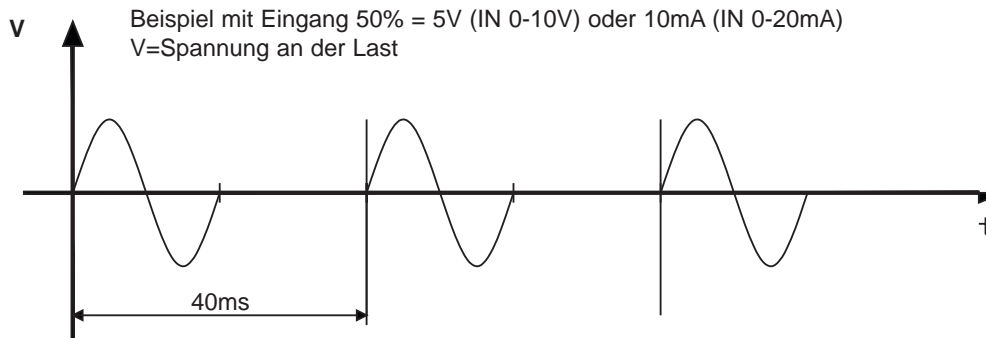 Beispiel mit Eingang 50% = 5V (IN 0-10V) oder 10mA (IN 0-20mA)
V
V=Spannung an der Last
t
40ms